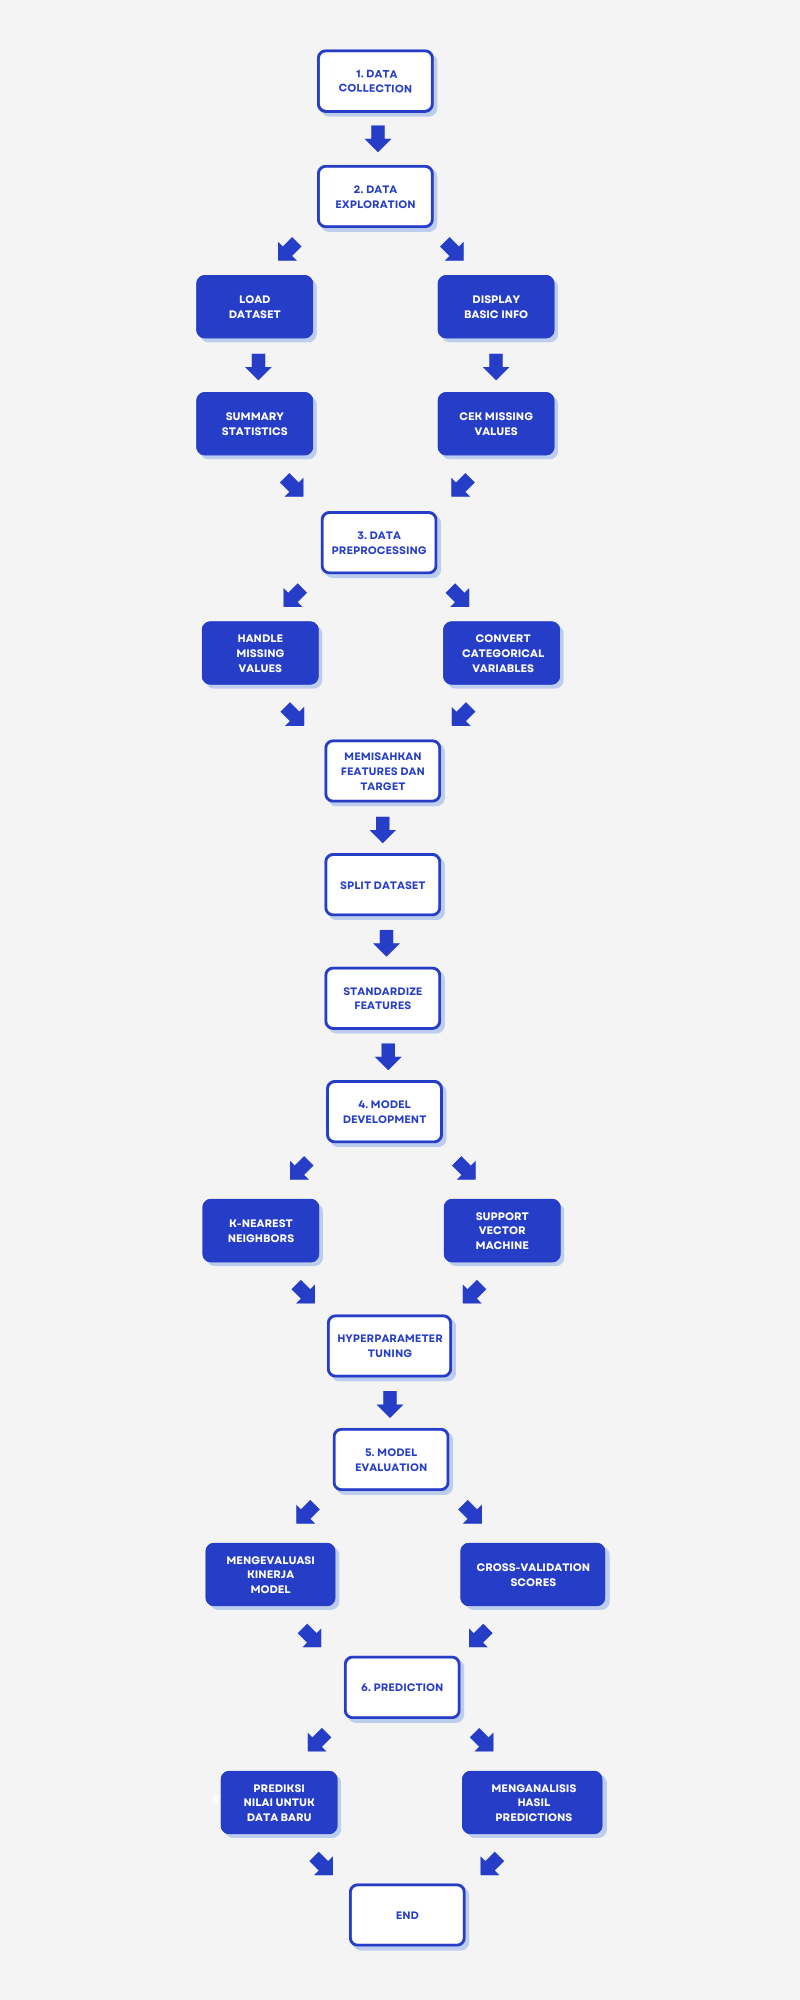 1. DATA
COLLECTION
2. DATA
EXPLORATION
LOAD
DATASET
DISPLAY
BASIC INFO
SUMMARY
STATISTICS
CEK MISSING
VALUES
3. DATA
PREPROCESSING
HANDLE
MISSING
VALUES
CONVERT
CATEGORICAL
VARIABLES
MEMISAHKAN
FEATURES DAN
TARGET
SPLIT DATASET
STANDARDIZE
FEATURES
4. MODEL
DEVELOPMENT
K-NEAREST
NEIGHBORS
SUPPORT
VECTOR
MACHINE
HYPERPARAMETER
TUNING
5. MODEL
EVALUATION
MENGEVALUASI
KINERJA
MODEL
CROSS-VALIDATION
SCORES
6. PREDICTION
PREDIKSI
NILAI UNTUK
DATA BARU
MENGANALISIS
HASIL
PREDICTIONS
END